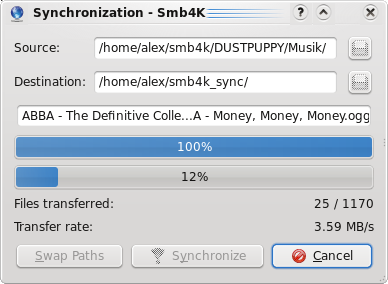 Synchronization - Smb4K
Source: /home/alex/smb4k/DUSTPUPPY/Musik/
Destination: /home/alex/smb4k_sync/
ABBA - The Definitive Colle...A - Money, Money, Money.ogg
100%
12%
Files transferred: 25 / 1170
Transfer rate: 3.59 MB/s
Swap Paths Synchronize Cancel